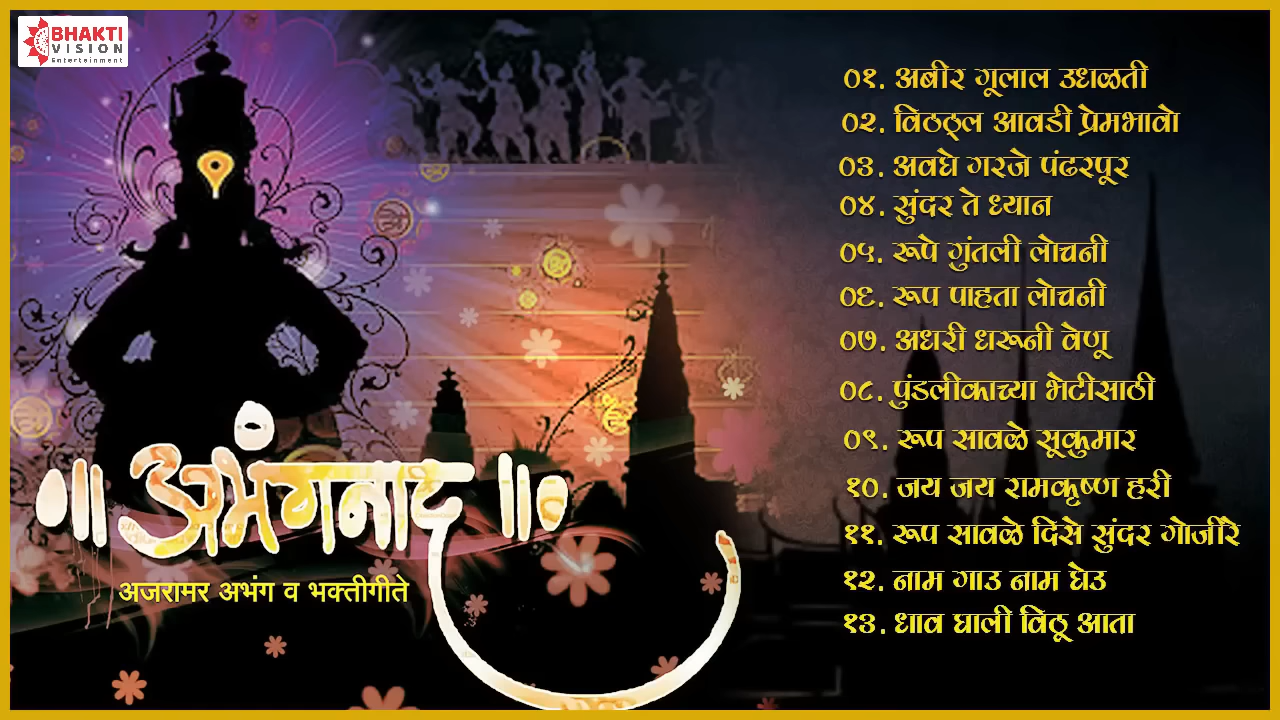 BHAKTI
VISION
Entertainment
॥ अभंगनाद ॥
अजरामर अभंग व भक्तीगीते
०१. अबीर गूलाल उधळती
०२. विठठ्ल आवडी प्रेमभावो
०३. अवघे गरजे पंढरपूर
०४. सुंदर ते ध्यान
०५. रूपे गुंतली लोचनी
०६. रूप पाहता लोचनी
०७. अधरी धरूनी वेणू
०८. पुंडलीकाच्या भेटीसाठी
०९. रूप सावळे सूकुमार
१०. जय जय रामकृष्ण हरी
११. रूप सावळे दिसे सुंदर गोजीरे
१२. नाम गाउ नाम घेउ
१३. धाव घाली विठू आता